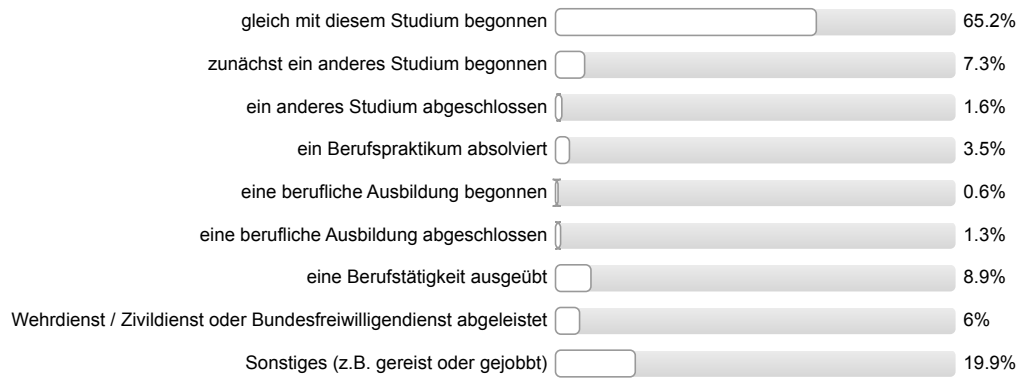 gleich mit diesem Studium begonnen 65.2%
zunächst ein anderes Studium begonnen 7.3%
ein anderes Studium abgeschlossen 1.6%
ein Berufspraktikum absolviert 3.5%
eine berufliche Ausbildung begonnen 0.6%
eine berufliche Ausbildung abgeschlossen 1.3%
eine Berufstätigkeit ausgeübt 8.9%
Wehrdienst / Zivildienst oder Bundesfreiwilligendienst abgeleistet 6%
Sonstiges (z.B. gereist oder gejobbt) 19.9%